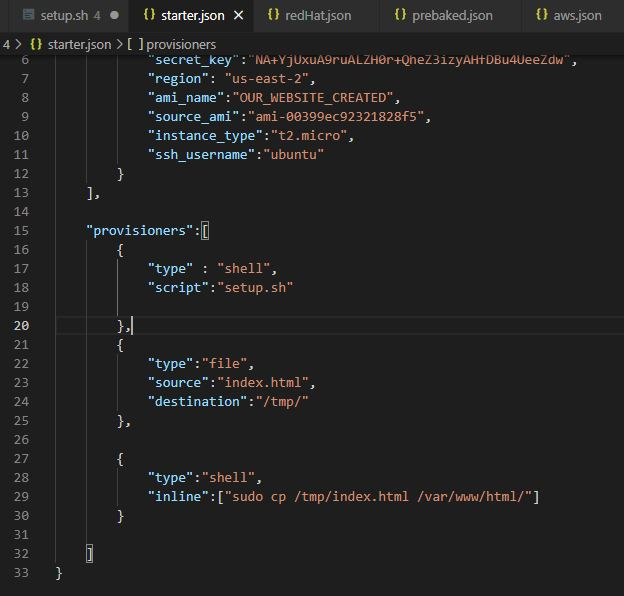 setup.sh 4
starter.json
redHat.json
prebaked.json
aws.json
4 > {} starter.json > [ ] provisioners
6 "secret_key":
7 "region": "us-east-2",
8 "ami_name":"OUR_WEBSITE_CREATED",
9 "source_ami":"ami-00399ec92321828f5",
10 "instance_type":"t2.micro",
11 "ssh_username":"ubuntu"
12 }
13 ],
14
15 "provisioners":[
16 {
17 "type" : "shell",
18 "script":"setup.sh"
19
20 },
21 {
22 "type":"file",
23 "source":"index.html",
24 "destination":"/tmp/"
25 },
26
27 {
28 "type":"shell",
29 "inline":["sudo cp /tmp/index.html /var/www/html/"]
30 }
31
32 ]
33 }